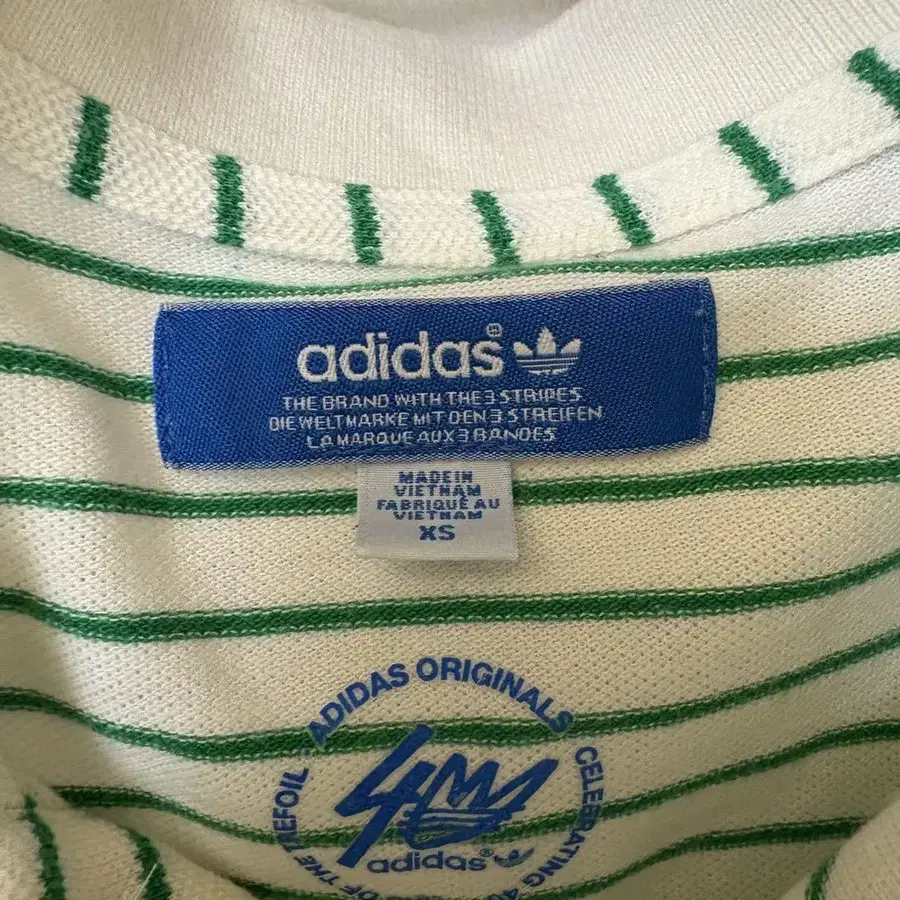 adidas
THE BRAND WITH THE 3 STRIPES
DIE WELTMARKE MIT DEN 3 STREIFEN
LA MARQUE AUX 3 BANDES
MADE IN
VIETNAM
FABRIQUÉ AU
VIETNAM
XS
ADIDAS ORIGINALS
CELEBRATING 40
OF THE TREFOIL
adidas